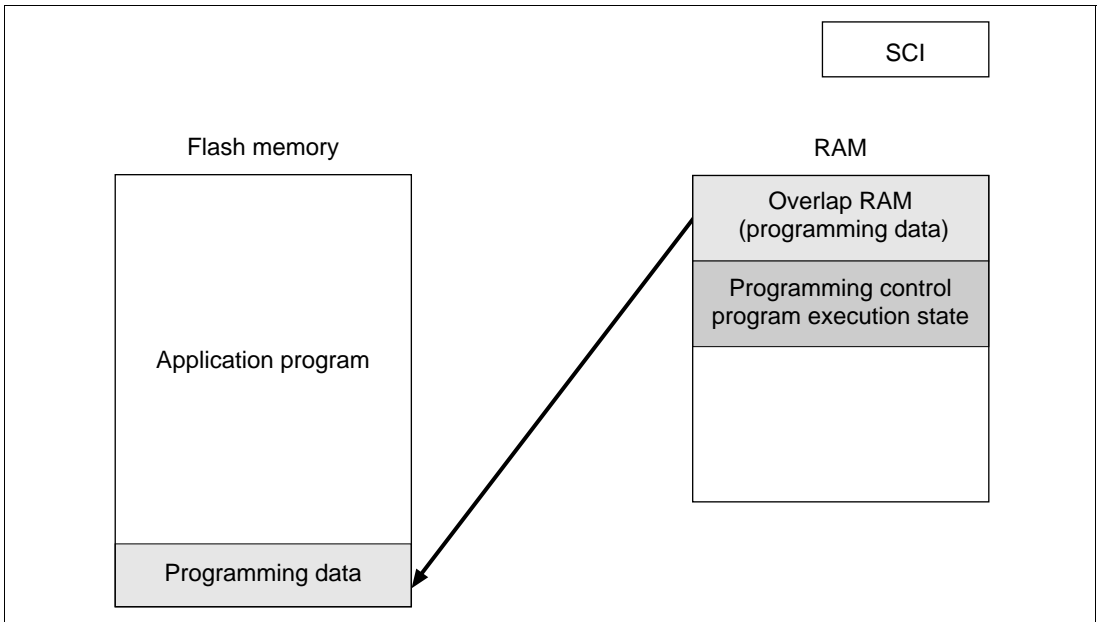 SCI
Flash memory
RAM
Overlap RAM
(programming data)
Programming control
program execution state
Application program
Programming data